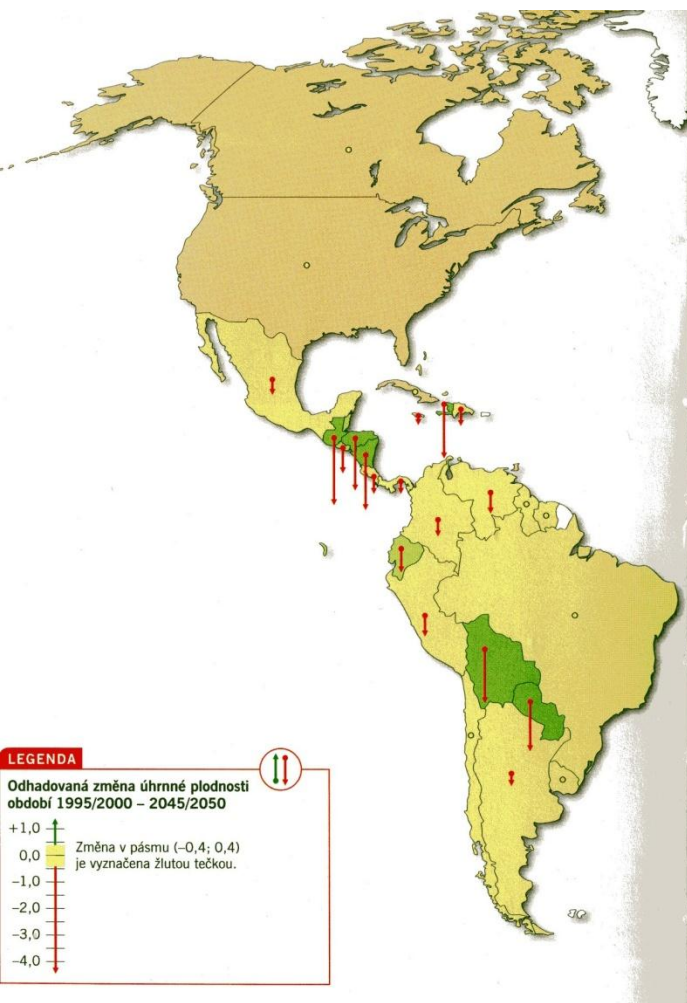 LEGENDA
Odhadovaná změna úhrnné plodnosti
období 1995/2000 – 2045/2050
+1,0
0,0
–1,0
–2,0
–3,0
–4,0
Změna v pásmu (–0,4; 0,4)
je vyznačena žlutou tečkou.